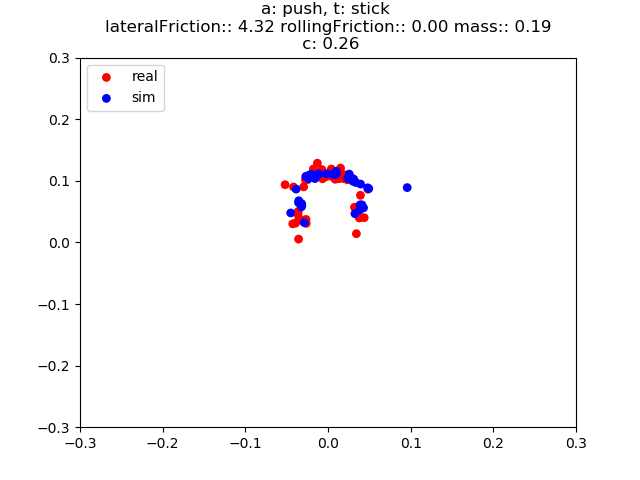 a: push, t: stick
lateralFriction:: 4.32 rollingFriction:: 0.00 mass:: 0.19
c: 0.26
real
sim
0.3
0.2
0.1
0.0
−0.1
−0.2
−0.3
−0.3 −0.2 −0.1 0.0 0.1 0.2 0.3